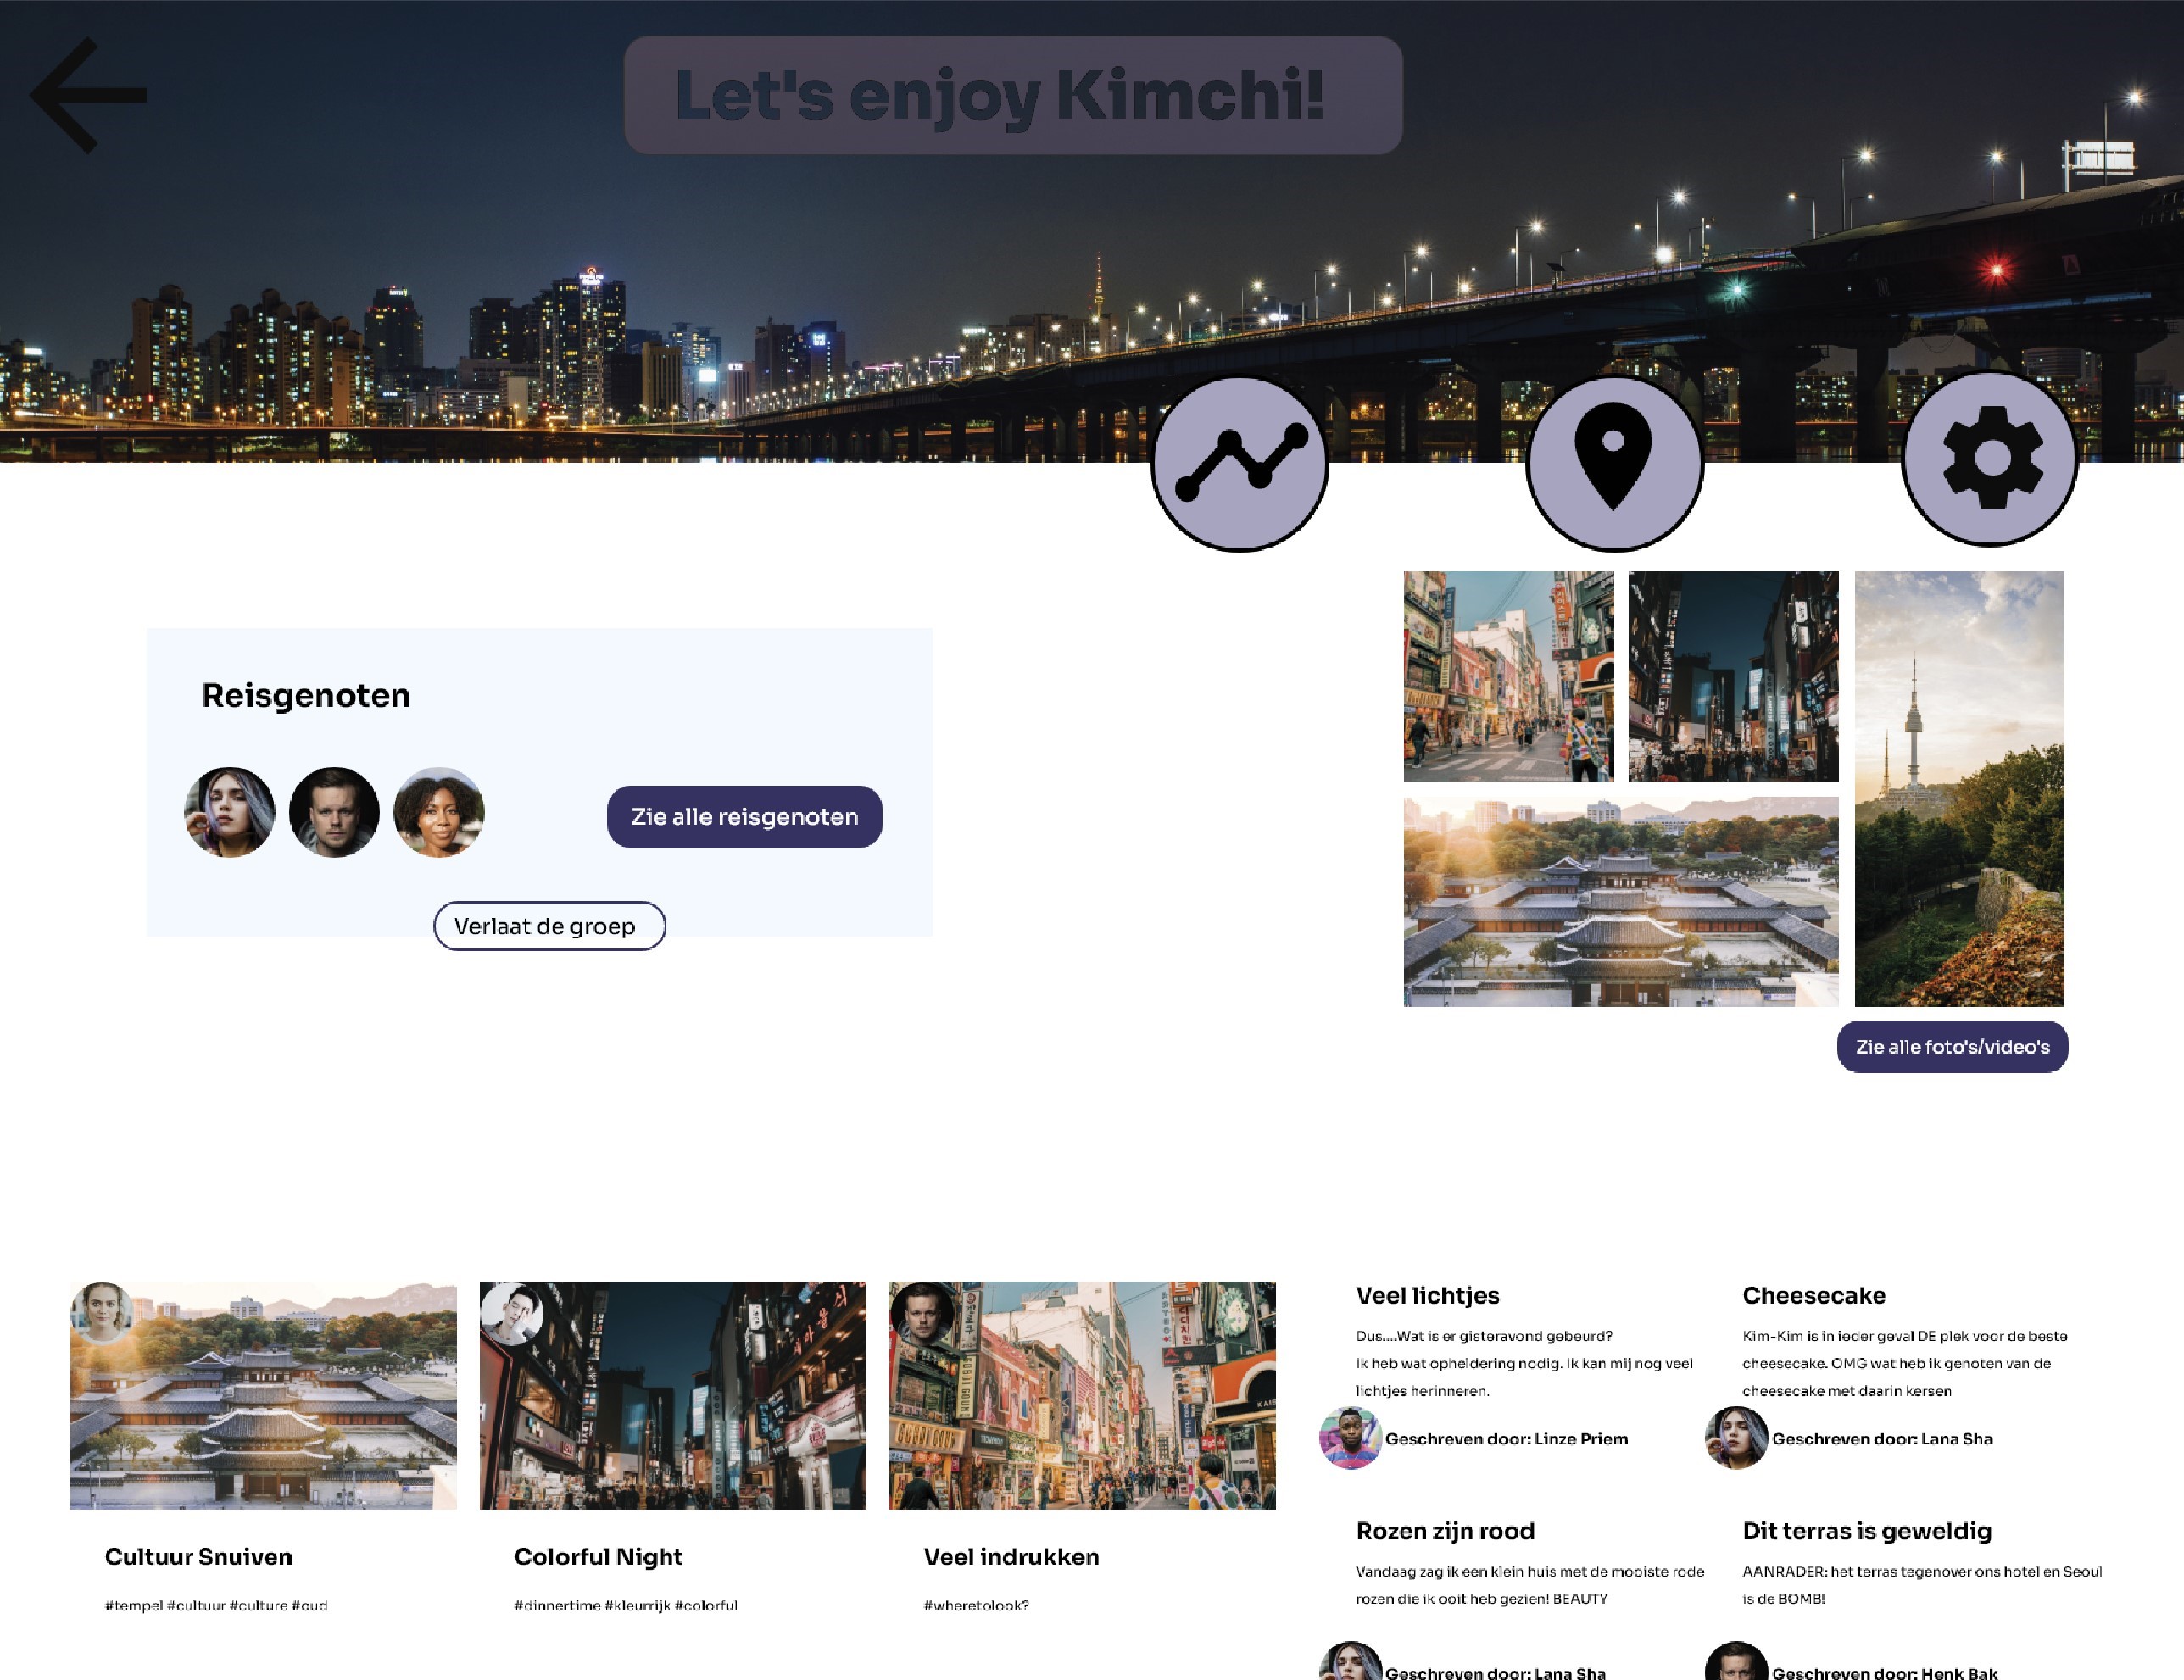 Let's enjoy Kimchi!
Reisgenoten
Zie alle reisgenoten
Verlaat de groep
Zie alle foto's/video's
Cultuur Snuiven
#tempel #cultuur #culture #oud
Colorful Night
#dinnertime #kleurrijk #colorful
Veel indrukken
#wheretolook?
Veel lichtjes
Dus....Wat is er gisteravond gebeurd?
Ik heb wat opheldering nodig. Ik kan mij nog veel
lichtjes herinneren.
Geschreven door: Linze Priem
Cheesecake
Kim-Kim is in ieder geval DE plek voor de beste
cheesecake. OMG wat heb ik genoten van de
cheesecake met daarin kersen
Geschreven door: Lana Sha
Rozen zijn rood
Vandaag zag ik een klein huis met de mooiste rode
rozen die ik ooit heb gezien! BEAUTY
Geschreven door: Lana Sha
Dit terras is geweldig
AANRADER: het terras tegenover ons hotel en Seoul
is de BOMB!
Geschreven door: Henk Bak